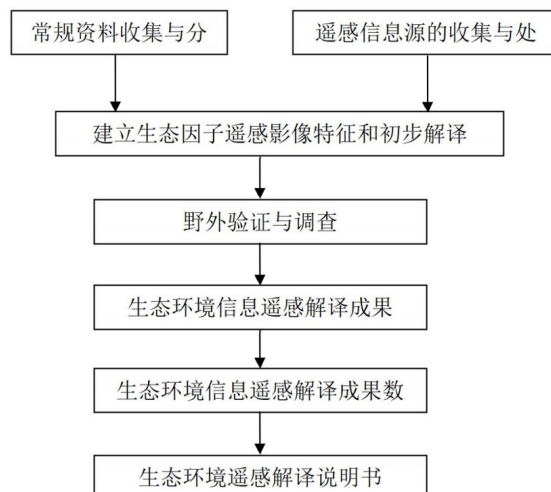 常规资料收集与分
遥感信息源的收集与处
建立生态因子遥感影像特征和初步解译
野外验证与调查
生态环境信息遥感解译成果
生态环境信息遥感解译成果数
生态环境遥感解译说明书